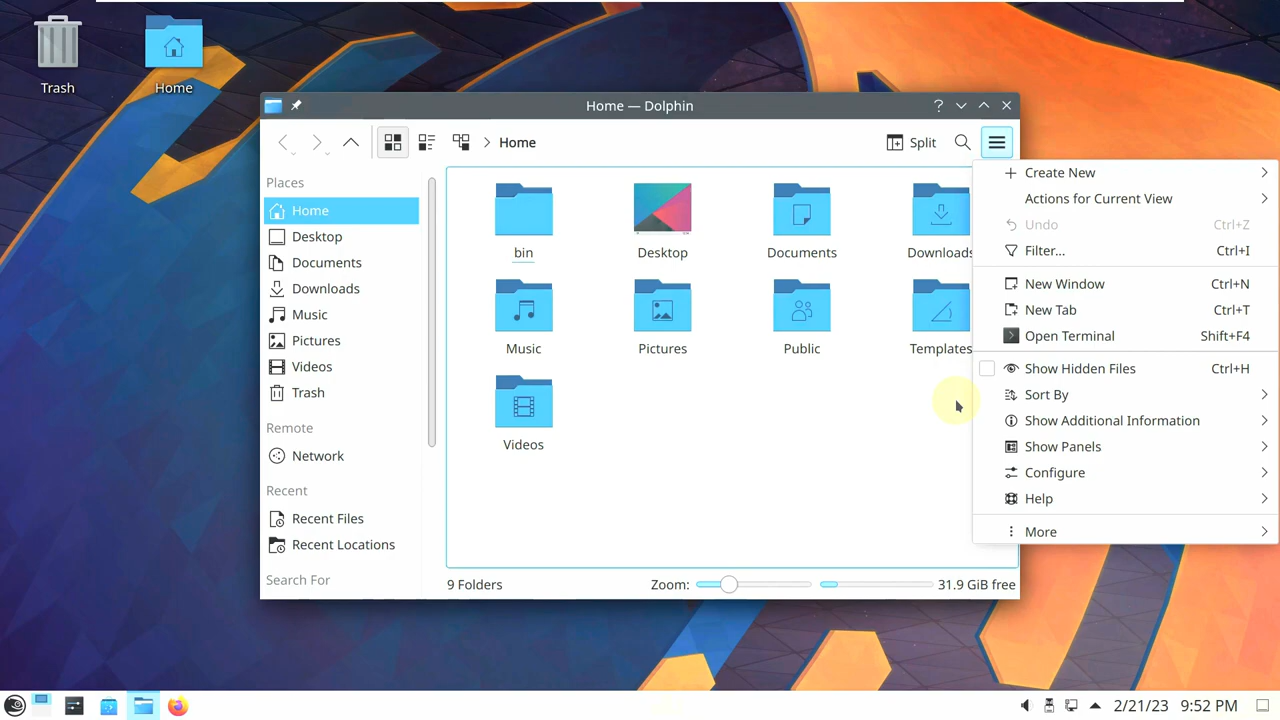 Trash
Home
Home — Dolphin
Home
Split
Places
Home
Desktop
Documents
Downloads
Music
Pictures
Videos
Trash
Remote
Network
Recent
Recent Files
Recent Locations
Search For
bin
Desktop
Documents
Downloads
Music
Pictures
Public
Templates
Videos
Create New
Actions for Current View
Undo Ctrl+Z
Filter... Ctrl+I
New Window Ctrl+N
New Tab Ctrl+T
Open Terminal Shift+F4
Show Hidden Files Ctrl+H
Sort By
Show Additional Information
Show Panels
Configure
Help
More
9 Folders
Zoom:
31.9 GiB free
2/21/23 9:52 PM